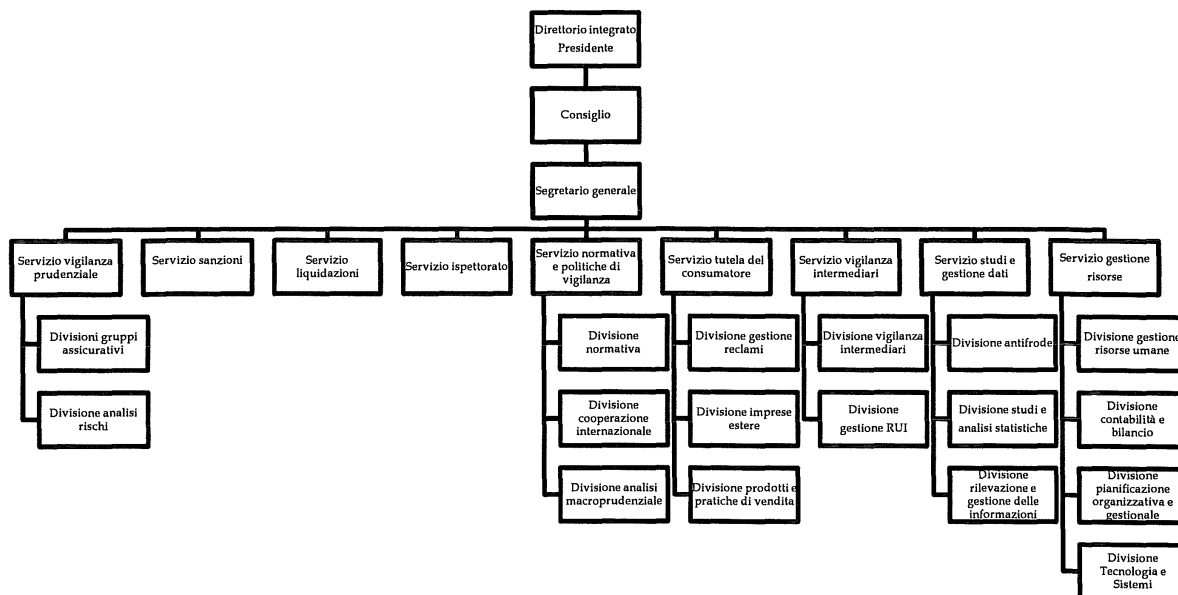 Direttorio integrato
Presidente
Consiglio
Segretario generale
Servizio vigilanza
prudenziale
Servizio sanzioni
Servizio
liquidazioni
Servizio ispettorato
Servizio normativa
e politiche di
vigilanza
Servizio tutela del
consumatore
Servizio vigilanza
intermediari
Servizio studi e
gestione dati
Servizio gestione
risorse
Divisioni gruppi
assicurativi
Divisione analisi
rischi
Divisione
normativa
Divisione
cooperazione
internazionale
Divisione analisi
macroprudenziale
Divisione gestione
reclami
Divisione imprese
estere
Divisione prodotti e
pratiche di vendita
Divisione vigilanza
intermediari
Divisione
gestione RUI
Divisione antifrode
Divisione studi e
analisi statistiche
Divisione
rilevazione e
gestione delle
informazioni
Divisione gestione
risorse umane
Divisione
contabilità e
bilancio
Divisione
pianificazione
organizzativa e
gestionale
Divisione
Tecnologia e
Sistemi